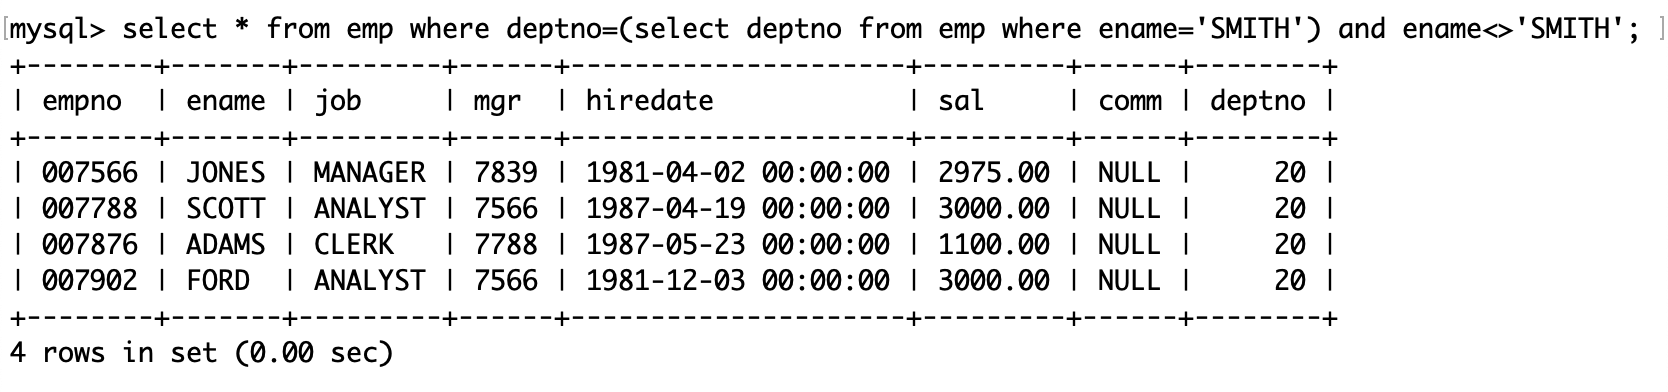 [mysql> select * from emp where deptno=(select deptno from emp where ename='SMITH') and ename<>'SMITH'; ]
+--------+-------+---------+------+---------------------+---------+------+--------+
| empno  | ename | job     | mgr  | hiredate            | sal     | comm | deptno |
+--------+-------+---------+------+---------------------+---------+------+--------+
| 007566 | JONES | MANAGER | 7839 | 1981-04-02 00:00:00 | 2975.00 | NULL |     20 |
| 007788 | SCOTT | ANALYST | 7566 | 1987-04-19 00:00:00 | 3000.00 | NULL |     20 |
| 007876 | ADAMS | CLERK   | 7788 | 1987-05-23 00:00:00 | 1100.00 | NULL |     20 |
| 007902 | FORD  | ANALYST | 7566 | 1981-12-03 00:00:00 | 3000.00 | NULL |     20 |
+--------+-------+---------+------+---------------------+---------+------+--------+
4 rows in set (0.00 sec)